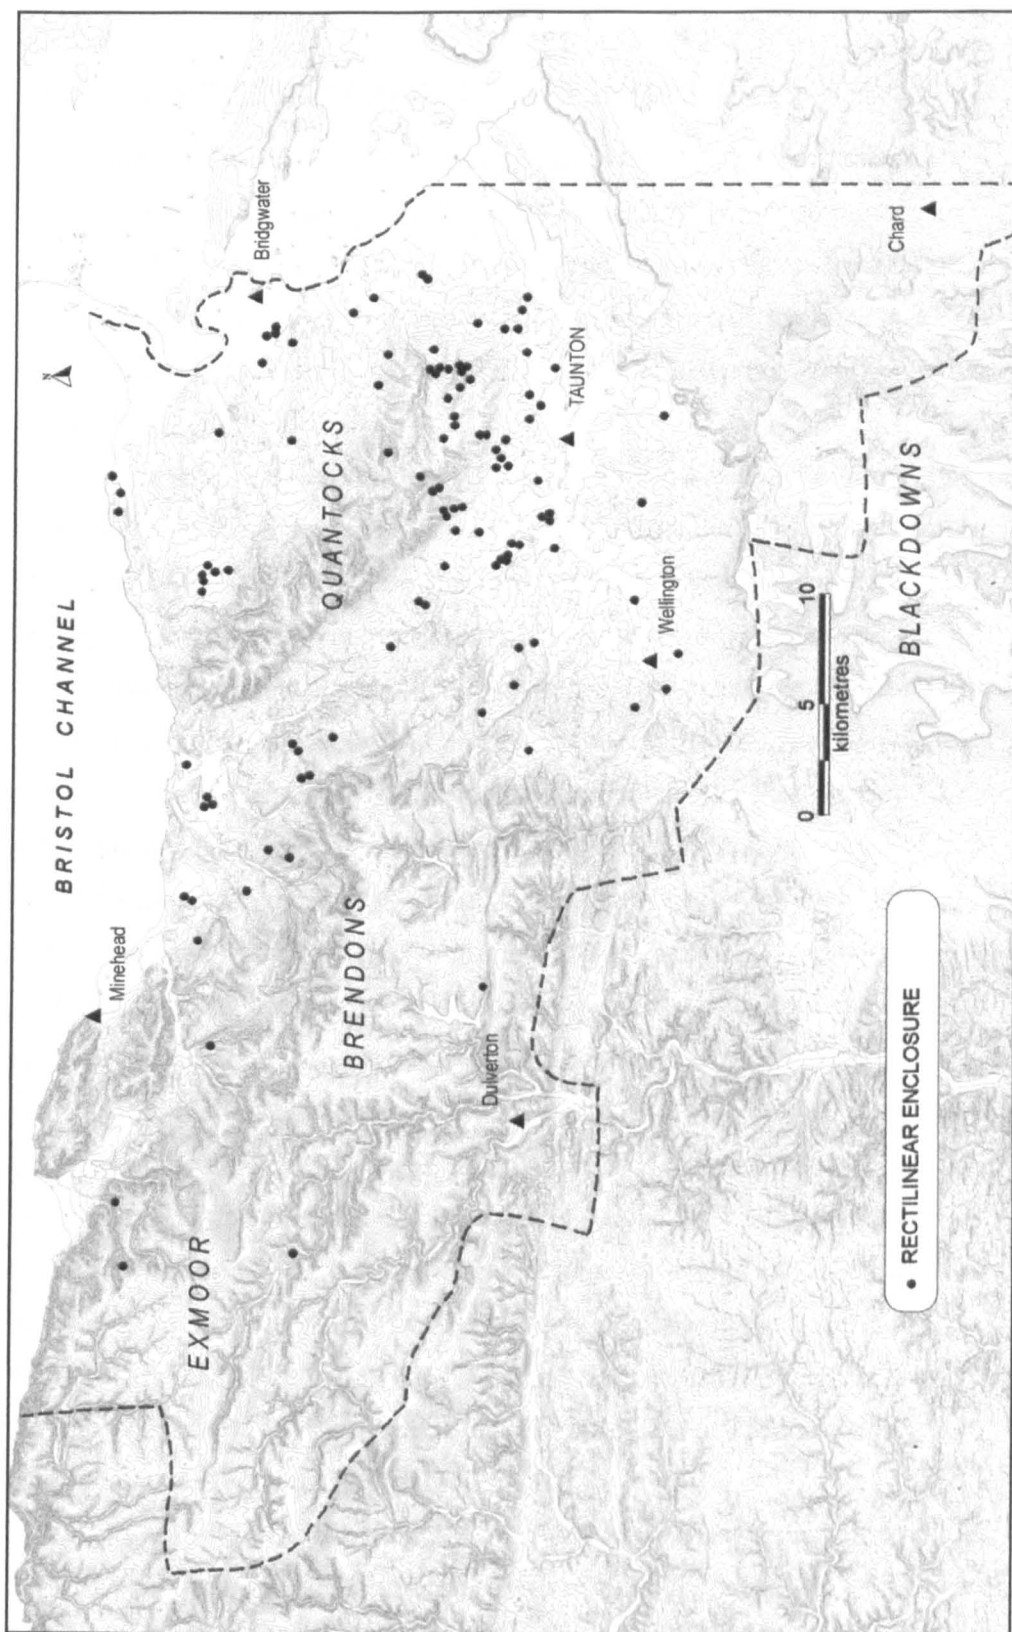 BRISTOL CHANNEL
N
Minehead
Bridgwater
QUANTOCKS
EXMOOR
BRENDONS
TAUNTON
Dulverton
Wellington
Chard
BLACKDOWNS
0 5 10
kilometres
RECTILINEAR ENCLOSURE